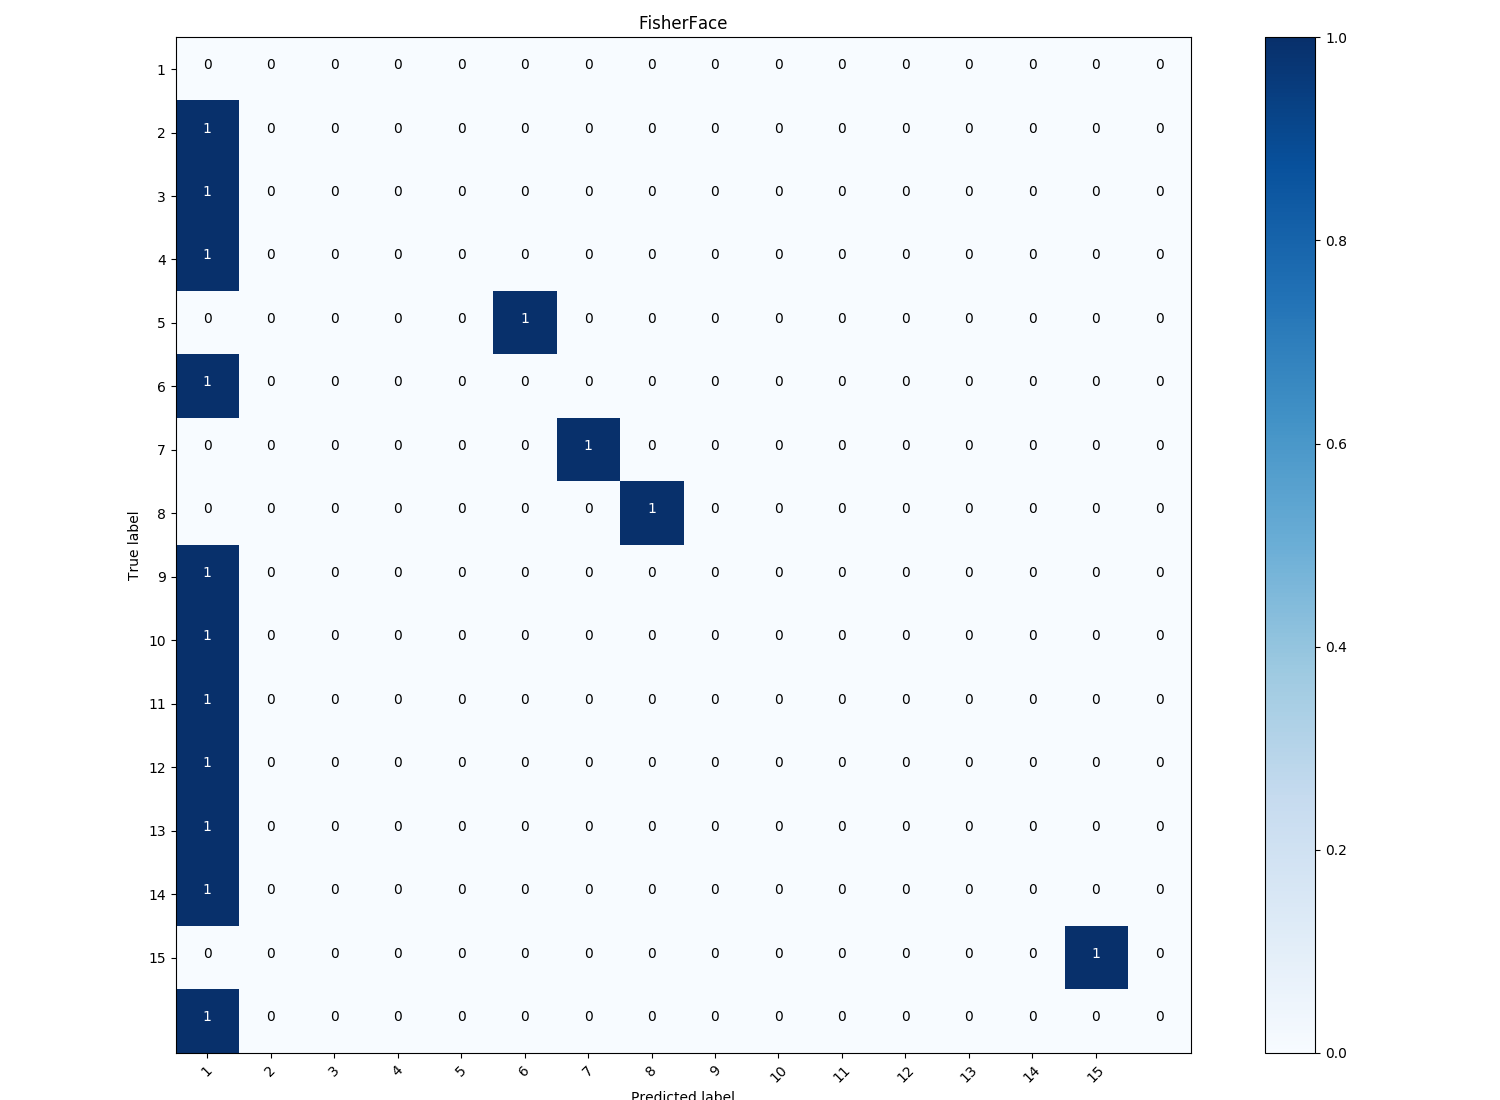 FisherFace
1 0 0 0 0 0 0 0 0 0 0 0 0 0 0 0 0
2 1 0 0 0 0 0 0 0 0 0 0 0 0 0 0 0
3 1 0 0 0 0 0 0 0 0 0 0 0 0 0 0 0
4 1 0 0 0 0 0 0 0 0 0 0 0 0 0 0 0
5 0 0 0 0 0 1 0 0 0 0 0 0 0 0 0 0
6 1 0 0 0 0 0 0 0 0 0 0 0 0 0 0 0
7 0 0 0 0 0 0 1 0 0 0 0 0 0 0 0 0
8 0 0 0 0 0 0 0 1 0 0 0 0 0 0 0 0
9 1 0 0 0 0 0 0 0 0 0 0 0 0 0 0 0
10 1 0 0 0 0 0 0 0 0 0 0 0 0 0 0 0
11 1 0 0 0 0 0 0 0 0 0 0 0 0 0 0 0
12 1 0 0 0 0 0 0 0 0 0 0 0 0 0 0 0
13 1 0 0 0 0 0 0 0 0 0 0 0 0 0 0 0
14 1 0 0 0 0 0 0 0 0 0 0 0 0 0 0 0
15 0 0 0 0 0 0 0 0 0 0 0 0 0 0 1 0
1 0 0 0 0 0 0 0 0 0 0 0 0 0 0 0
1 2 3 4 5 6 7 8 9 10 11 12 13 14 15
True label
Predicted label
1.0
0.8
0.6
0.4
0.2
0.0